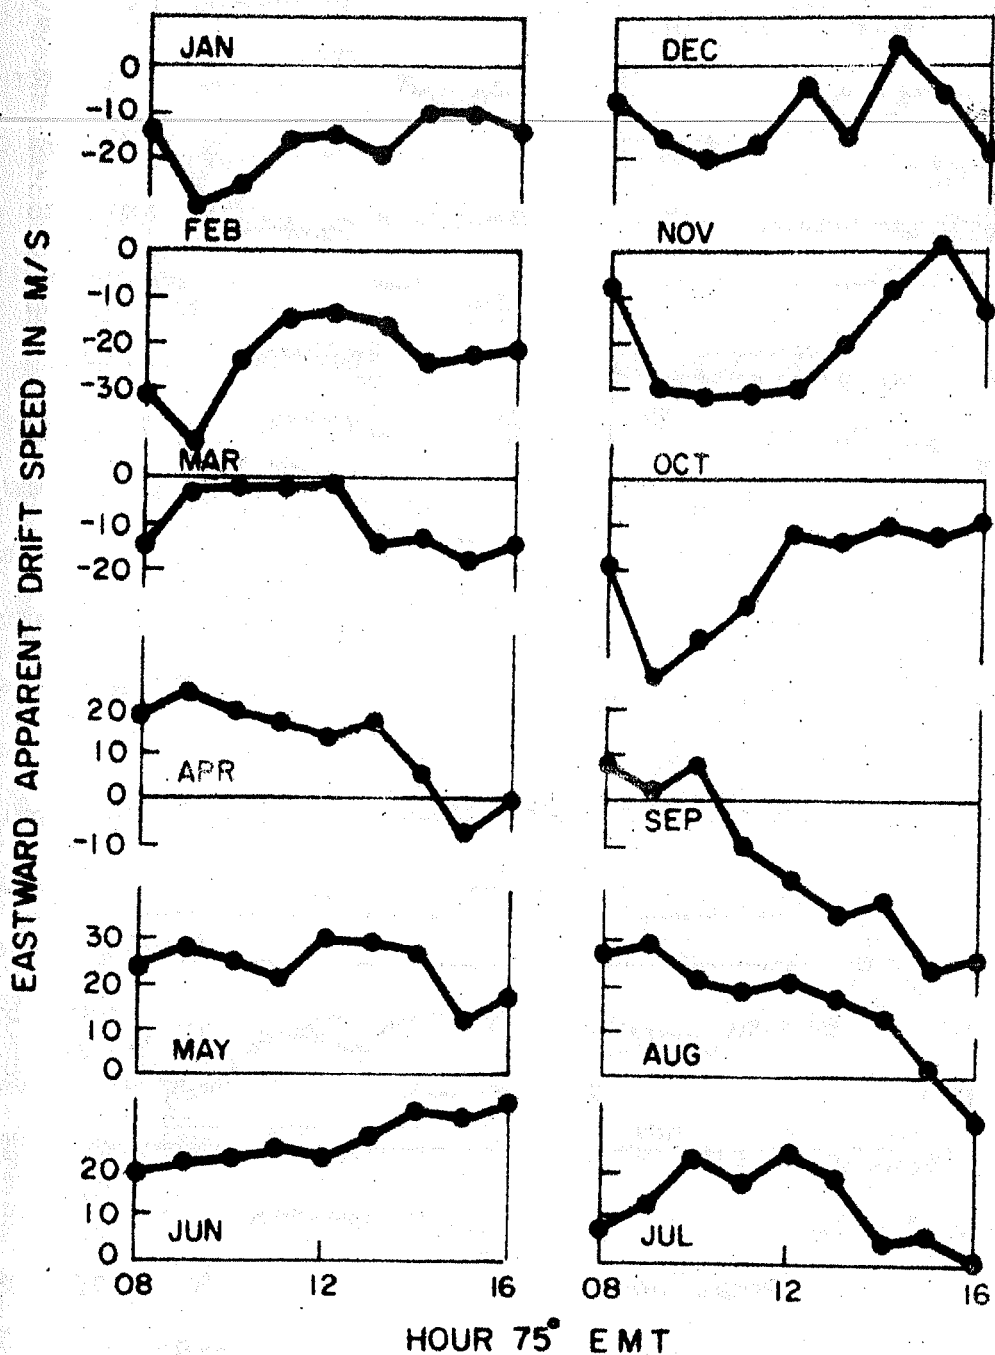 EASTWARD APPARENT DRIFT SPEED IN M/S
JAN
0
-10
-20
FEB
0
-10
-20
-30
MAR
0
-10
-20
20
10
APR
0
-10
30
20
10
MAY
0
20
10
JUN
0
08 12 16
DEC
NOV
OCT
SEP
AUG
JUL
08 12 16
HOUR 75° EMT